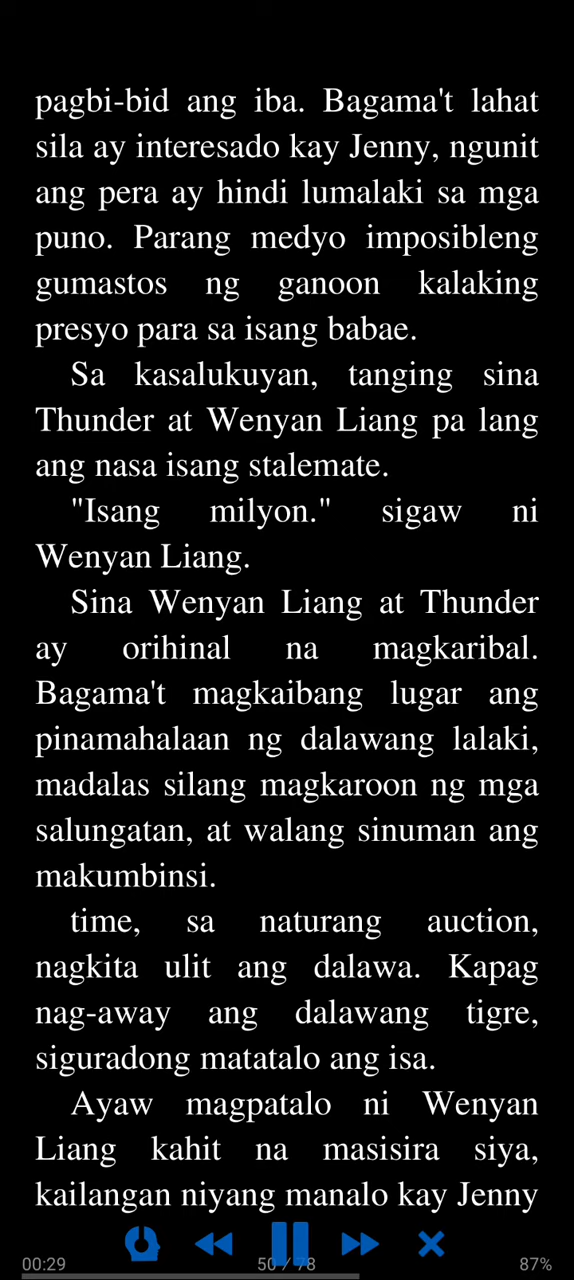 pagbi-bid ang iba. Bagama't lahat
sila ay interesado kay Jenny, ngunit
ang pera ay hindi lumalaki sa mga
puno. Parang medyo imposibleng
gumastos ng ganoon kalaking
presyo para sa isang babae.
Sa kasalukuyan, tanging sina
Thunder at Wenyan Liang pa lang
ang nasa isang stalemate.
"Isang milyon." sigaw ni
Wenyan Liang.
Sina Wenyan Liang at Thunder
ay orihinal na magkaribal.
Bagama't magkaibang lugar ang
pinamahalaan ng dalawang lalaki,
madalas silang magkaroon ng mga
salungatan, at walang sinuman ang
makumbinsi.
time, sa naturang auction,
nagkita ulit ang dalawa. Kapag
nag-away ang dalawang tigre,
siguradong matatalo ang isa.
Ayaw magpatalo ni Wenyan
Liang kahit na masisira siya,
kailangan niyang manalo kay Jenny
00:29 50 / 78 87%